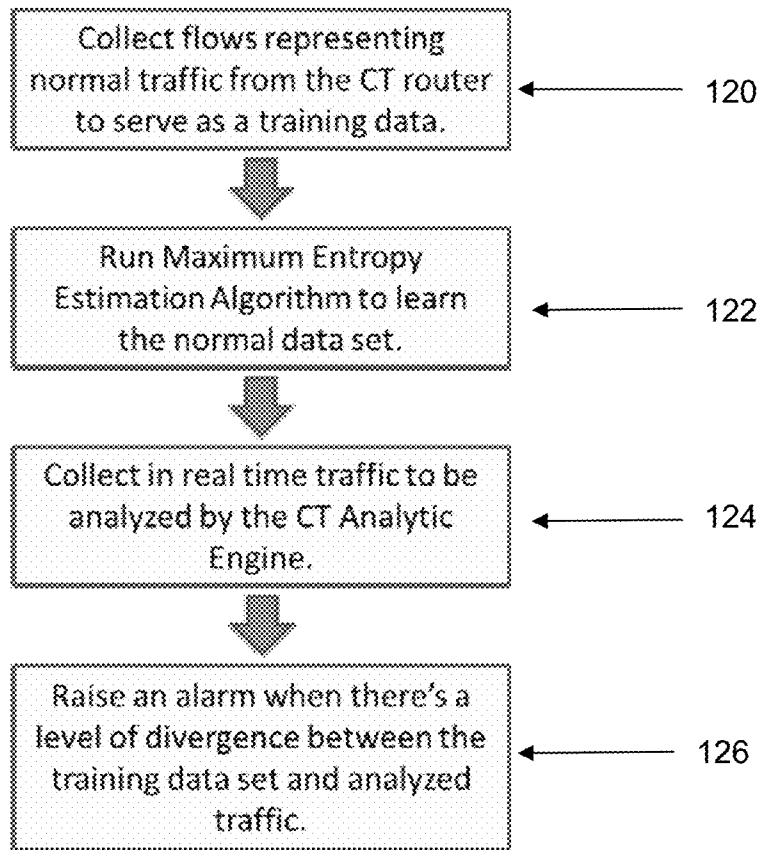 Collect flows representing
normal traffic from the CT router
to serve as a training data.
120
Run Maximum Entropy
Estimation Algorithm to learn
the normal data set.
122
Collect in real time traffic to be
analyzed by the CT Analytic
Engine.
124
Raise an alarm when there's a
level of divergence between the
training data set and analyzed
traffic.
126